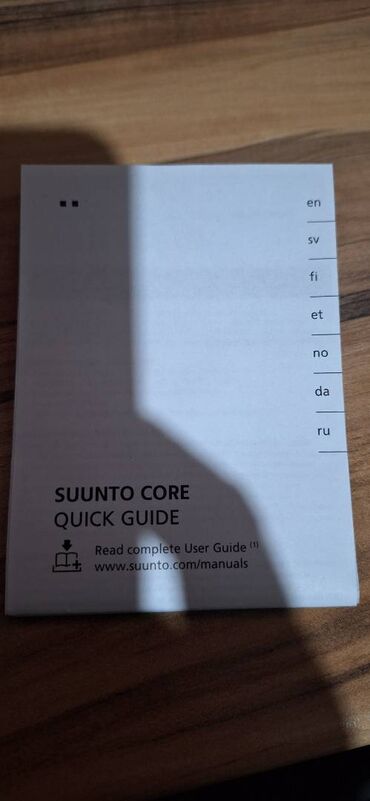 en
sv
fi
et
no
da
ru
SUUNTO CORE
QUICK GUIDE
Read complete User Guide (1)
www.suunto.com/manuals